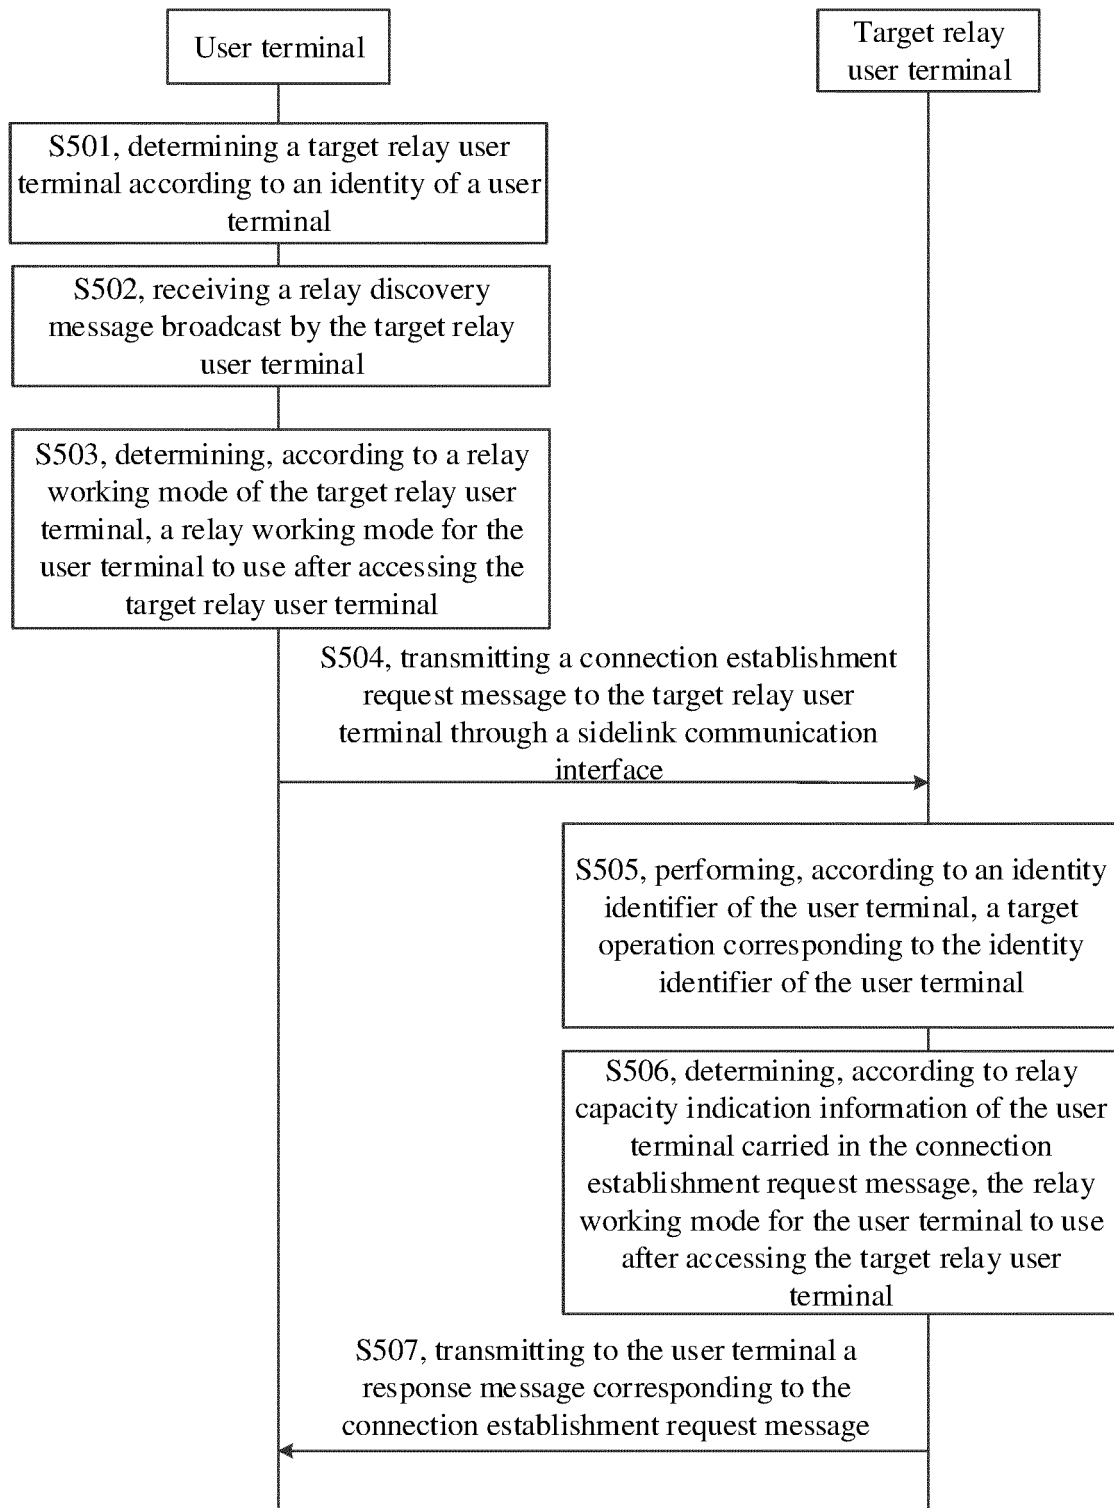 User terminal
Target relay
user terminal
S501, determining a target relay user
terminal according to an identity of a user
terminal
S502, receiving a relay discovery
message broadcast by the target relay
user terminal
S503, determining, according to a relay
working mode of the target relay user
terminal, a relay working mode for the
user terminal to use after accessing the
target relay user terminal
S504, transmitting a connection establishment
request message to the target relay user
terminal through a sidelink communication
interface
S505, performing, according to an identity
identifier of the user terminal, a target
operation corresponding to the identity
identifier of the user terminal
S506, determining, according to relay
capacity indication information of the user
terminal carried in the connection
establishment request message, the relay
working mode for the user terminal to use
after accessing the target relay user
terminal
S507, transmitting to the user terminal a
response message corresponding to the
connection establishment request message